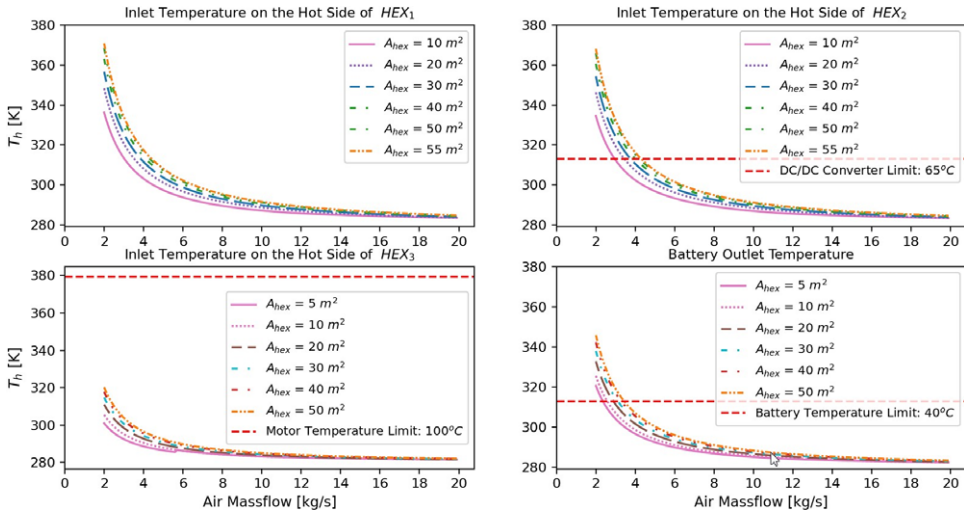 Inlet Temperature on the Hot Side of HEX₁
T_h [K]
380
360
340
320
300
280
0 2 4 6 8 10 12 14 16 18 20
A_hex = 10 m²
A_hex = 20 m²
A_hex = 30 m²
A_hex = 40 m²
A_hex = 50 m²
A_hex = 55 m²
Inlet Temperature on the Hot Side of HEX₂
380
360
340
320
300
280
0 2 4 6 8 10 12 14 16 18 20
A_hex = 10 m²
A_hex = 20 m²
A_hex = 30 m²
A_hex = 40 m²
A_hex = 50 m²
A_hex = 55 m²
DC/DC Converter Limit: 65°C
Inlet Temperature on the Hot Side of HEX₃
T_h [K]
380
360
340
320
300
280
0 2 4 6 8 10 12 14 16 18 20
Air Massflow [kg/s]
A_hex = 5 m²
A_hex = 10 m²
A_hex = 20 m²
A_hex = 30 m²
A_hex = 40 m²
A_hex = 50 m²
Motor Temperature Limit: 100°C
Battery Outlet Temperature
380
360
340
320
300
280
0 2 4 6 8 10 12 14 16 18 20
Air Massflow [kg/s]
A_hex = 5 m²
A_hex = 10 m²
A_hex = 20 m²
A_hex = 30 m²
A_hex = 40 m²
A_hex = 50 m²
Battery Temperature Limit: 40°C